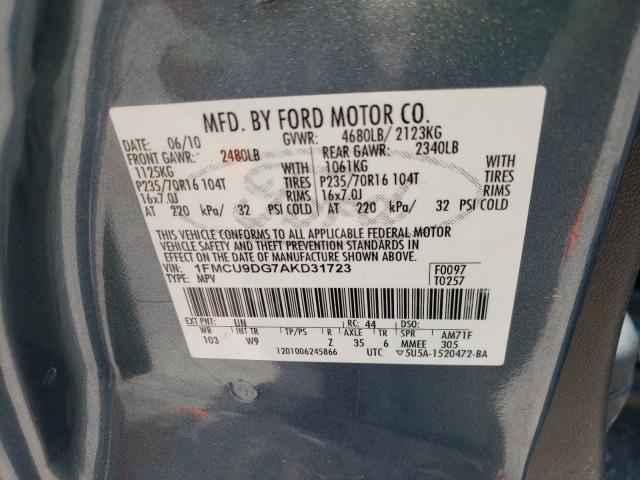 MFD. BY FORD MOTOR CO.
DATE: 06/10 GVWR: 4680LB/ 2123KG
FRONT GAWR: 2480LB REAR GAWR: 2340LB
1125KG WITH 1061KG WITH
P235/70R16 104T TIRES P235/70R16 104T TIRES
16x7.0J RIMS 16x7.0J RIMS
AT 220 kPa/ 32 PSI COLD AT 220 kPa/ 32 PSI COLD
THIS VEHICLE CONFORMS TO ALL APPLICABLE FEDERAL MOTOR
VEHICLE SAFETY AND THEFT PREVENTION STANDARDS IN
EFFECT ON THE DATE OF MANUFACTURE SHOWN ABOVE.
VIN: 1FMCU9DG7AKD31723 F0097
TYPE: MPV T0257
EXT PNT: UN RC: 44 DSO:
WB INT TR TP/PS R AXLE TR SPR AM71F
103 W9 Z 35 6 MMEE 305
1201006245866 UTC 5U5A-1520472-BA